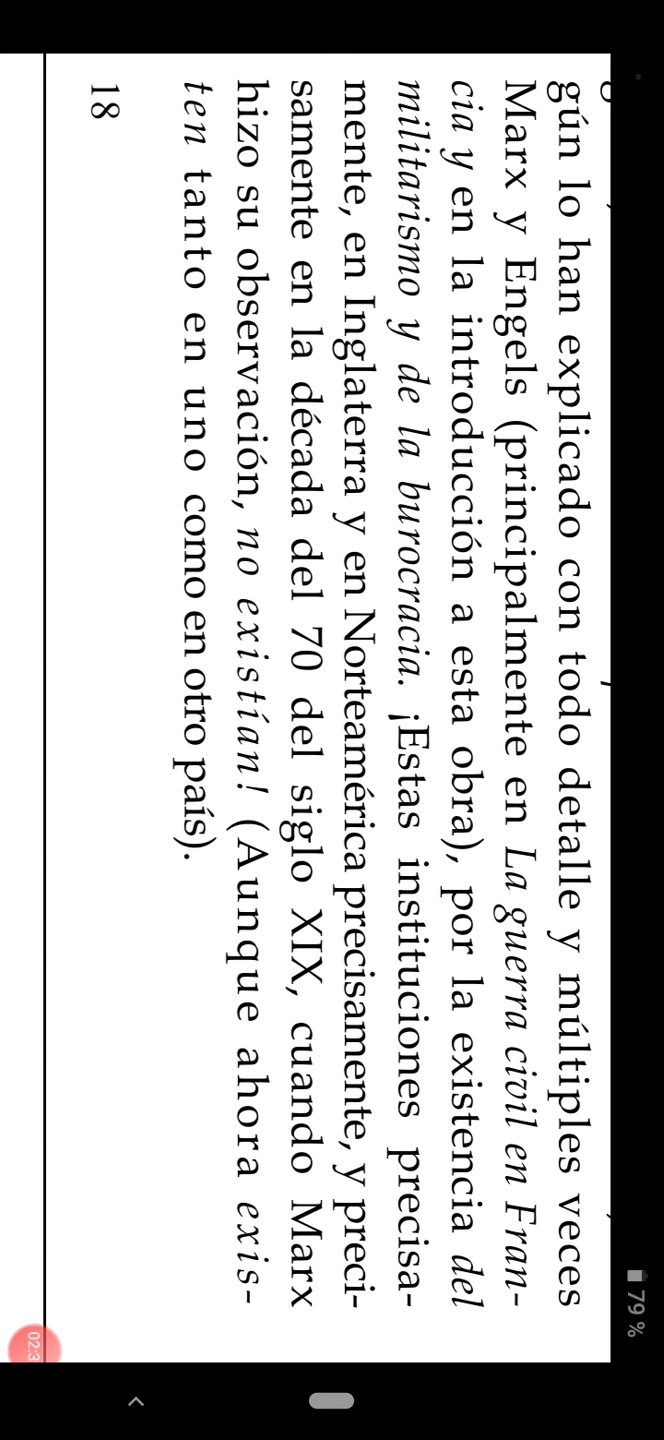 gún lo han explicado con todo detalle y múltiples veces
Marx y Engels (principalmente en La guerra civil en Fran-
cia y en la introducción a esta obra), por la existencia del
militarismo y de la burocracia. ¡Estas instituciones precisa-
mente, en Inglaterra y en Norteamérica precisamente, y preci-
samente en la década del 70 del siglo XIX, cuando Marx
hizo su observación, no existían! (Aunque ahora exis-
ten tanto en uno como en otro país).
18
79 %
02:3